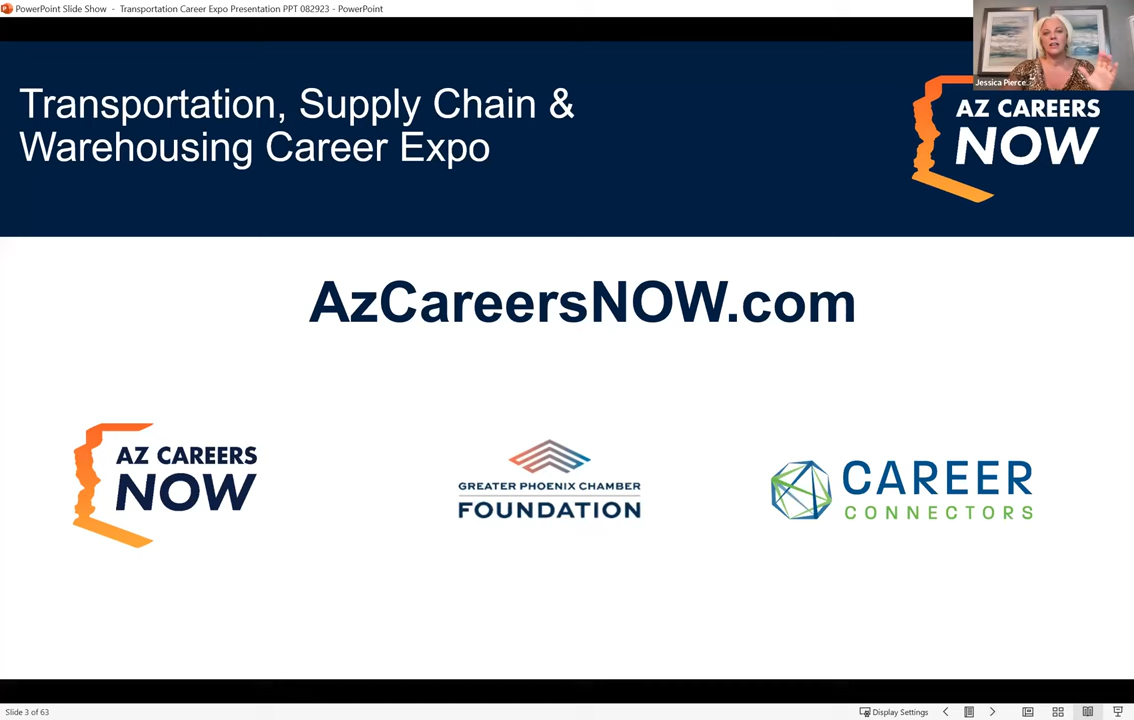 PowerPoint Slide Show - Transportation Career Expo Presentation PPT 082923 - PowerPoint
Jessica Pierce
Transportation, Supply Chain &
Warehousing Career Expo
AZ CAREERS
NOW
AzCareersNOW.com
AZ CAREERS
NOW
GREATER PHOENIX CHAMBER
FOUNDATION
CAREER
CONNECTORS
Slide 3 of 63
Display Settings